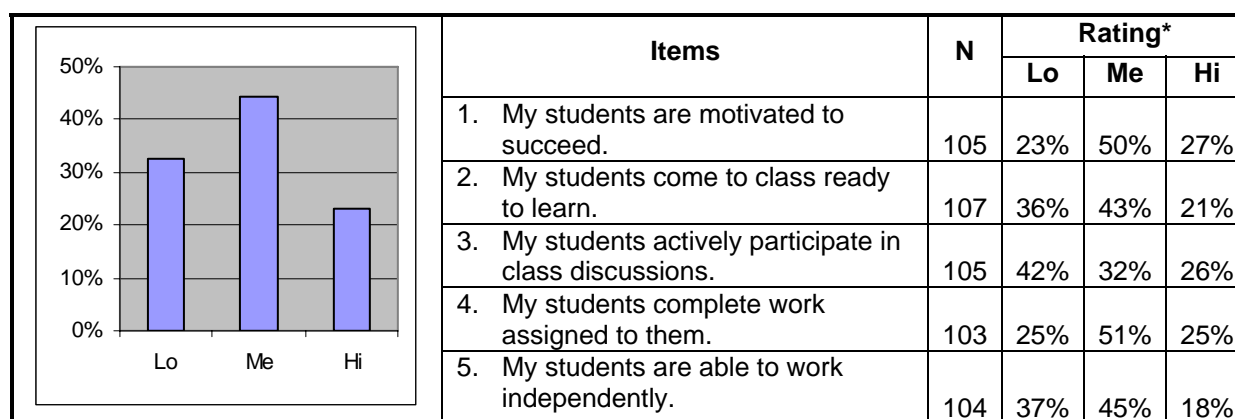 50%
40%
30%
20%
10%
0%
Lo Me Hi
Items N Rating*
Lo Me Hi
1. My students are motivated to
succeed. 105 23% 50% 27%
2. My students come to class ready
to learn. 107 36% 43% 21%
3. My students actively participate in
class discussions. 105 42% 32% 26%
4. My students complete work
assigned to them. 103 25% 51% 25%
5. My students are able to work
independently. 104 37% 45% 18%